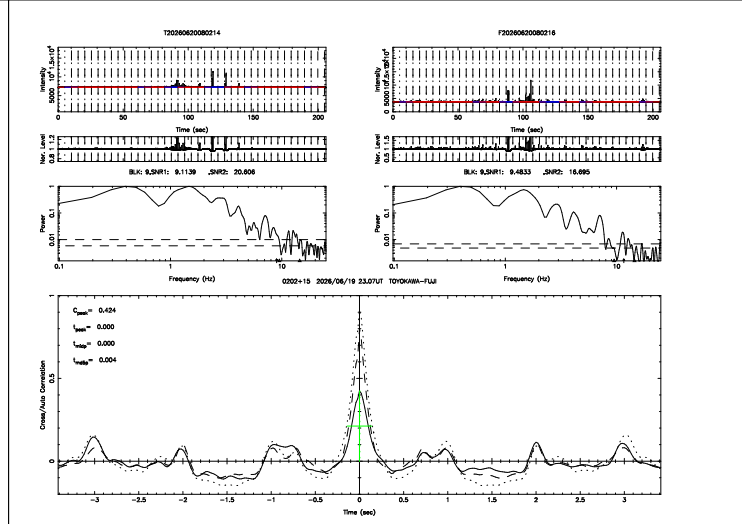 T20260620080214
F20260620080216
Intensity
5000 10⁴ 1.5×10⁴
0 50 100 150 200
Time (sec)
Intensity
0 50 100 150 200
Time (sec)
Nor. Level
0.8 1 1.2
Nor. Level
0.5 1 1.5
BLK: 9,SNR1: 9.1139 ,SNR2: 20.606
BLK: 9,SNR1: 9.4833 ,SNR2: 16.695
Power
1
0.1
0.01
0.1 1 10
Frequency (Hz)
Power
1
0.1
0.01
0.1 1 10
Frequency (Hz)
0202+15 2026/06/19 23.07UT TOYOKAWA-FUJI
Cross/Auto Correlation
1
0.5
0
C_peak= 0.424
t_peak= 0.000
t_midp= 0.000
0.004
−3 −2.5 −2 −1.5 −1 −0.5 0 0.5 1 1.5 2 2.5 3
Time (sec)